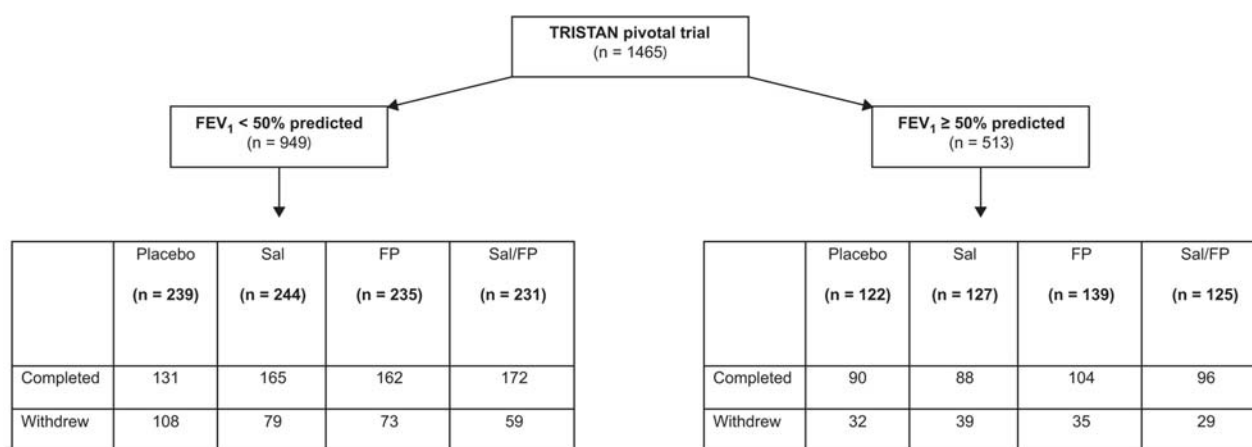 TRISTAN pivotal trial
(n = 1465)
FEV1 < 50% predicted
(n = 949)
FEV1 ≥ 50% predicted
(n = 513)
Placebo Sal FP Sal/FP
(n = 239) (n = 244) (n = 235) (n = 231)
Completed 131 165 162 172
Withdrew 108 79 73 59
Placebo Sal FP Sal/FP
(n = 122) (n = 127) (n = 139) (n = 125)
Completed 90 88 104 96
Withdrew 32 39 35 29